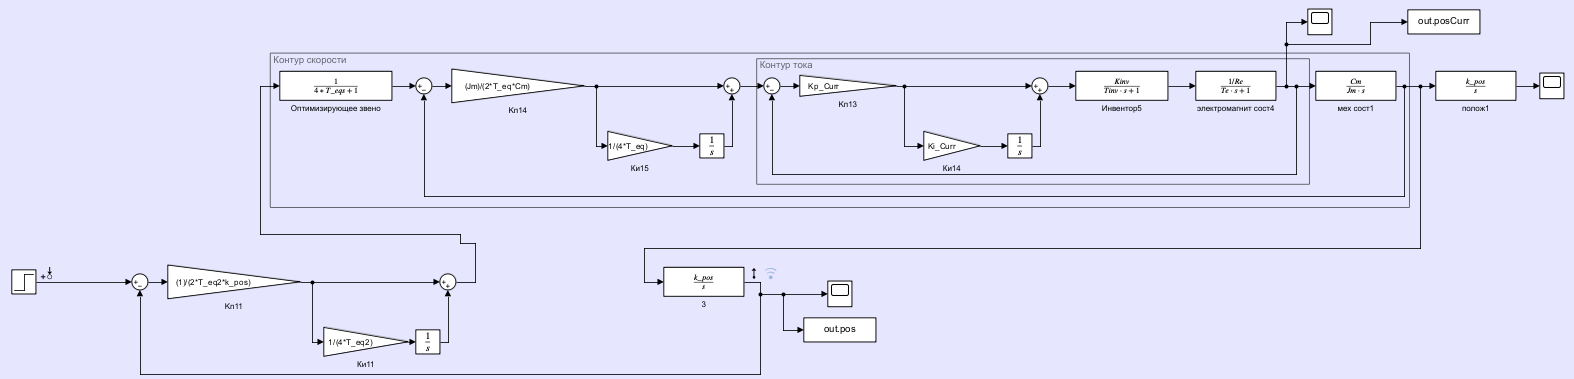 out.posCurr
Контур скорости
Контур тока
1
4 * T_eqs + 1
Оптимизирующее звено
(Jm)/(2*T_eq*Cm)
Кп14
Kp_Curr
Кп13
Kinv
Tinv · s + 1
Инвентор5
1/Re
Te · s + 1
электромагнит сост4
Cm
Jm · s
мех сост1
k_pos
s
полож1
1/(4*T_eq)
Ки15
1
s
Ki_Curr
Ки14
1
s
(1)/(2*T_eq2*k_pos)
Кп11
1/(4*T_eq2)
Ки11
1
s
k_pos
s
3
out.pos